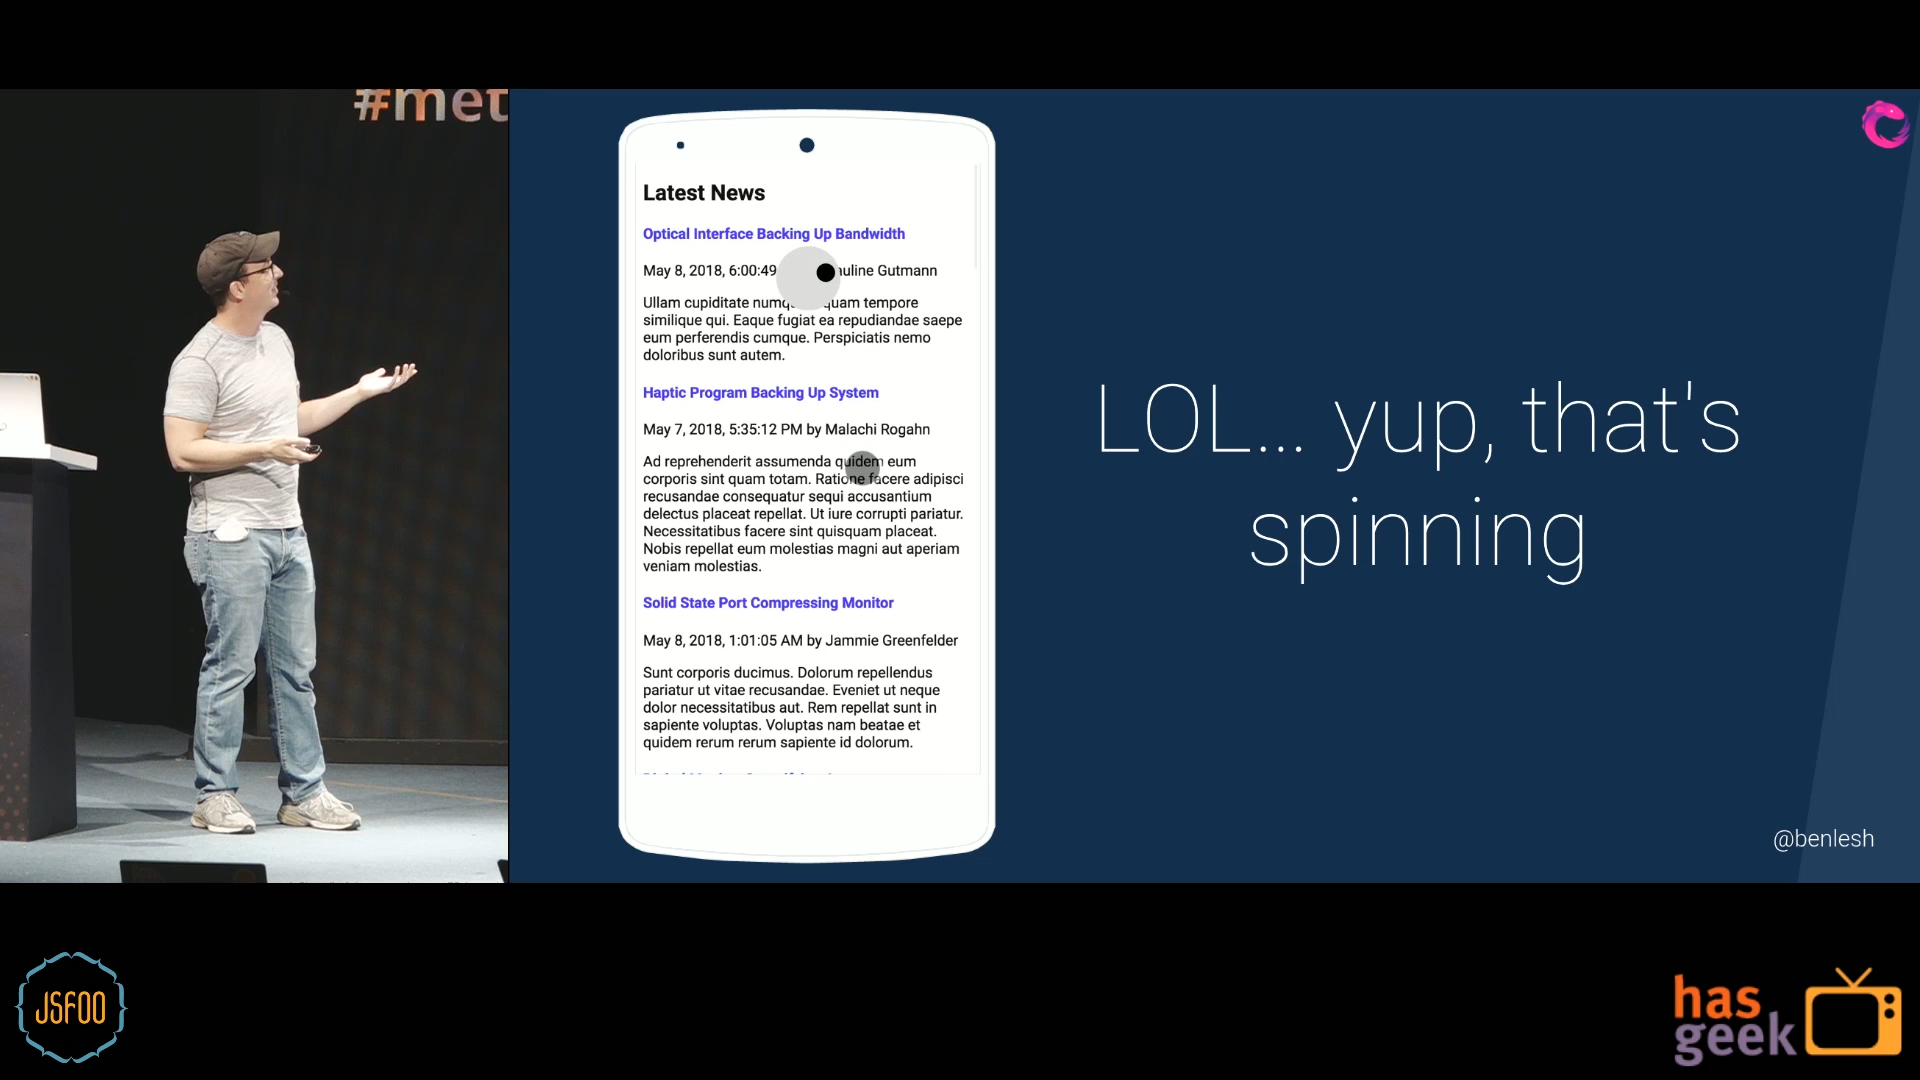 #met
Latest News
Optical Interface Backing Up Bandwidth
May 8, 2018, 6:00:49 uline Gutmann
Ullam cupiditate numq quam tempore
similique qui. Eaque fugiat ea repudiandae saepe
eum perferendis cumque. Perspiciatis nemo
doloribus sunt autem.
Haptic Program Backing Up System
May 7, 2018, 5:35:12 PM by Malachi Rogahn
Ad reprehenderit assumenda quidem eum
corporis sint quam totam. Ratione facere adipisci
recusandae consequatur sequi accusantium
delectus placeat repellat. Ut iure corrupti pariatur.
Necessitatibus facere sint quisquam placeat.
Nobis repellat eum molestias magni aut aperiam
veniam molestias.
Solid State Port Compressing Monitor
May 8, 2018, 1:01:05 AM by Jammie Greenfelder
Sunt corporis ducimus. Dolorum repellendus
pariatur ut vitae recusandae. Eveniet ut neque
dolor necessitatibus aut. Rem repellat sunt in
sapiente voluptas. Voluptas nam beatae et
quidem rerum rerum sapiente id dolorum.
LOL... yup, that's
spinning
@benlesh
JSFOO
has
geek